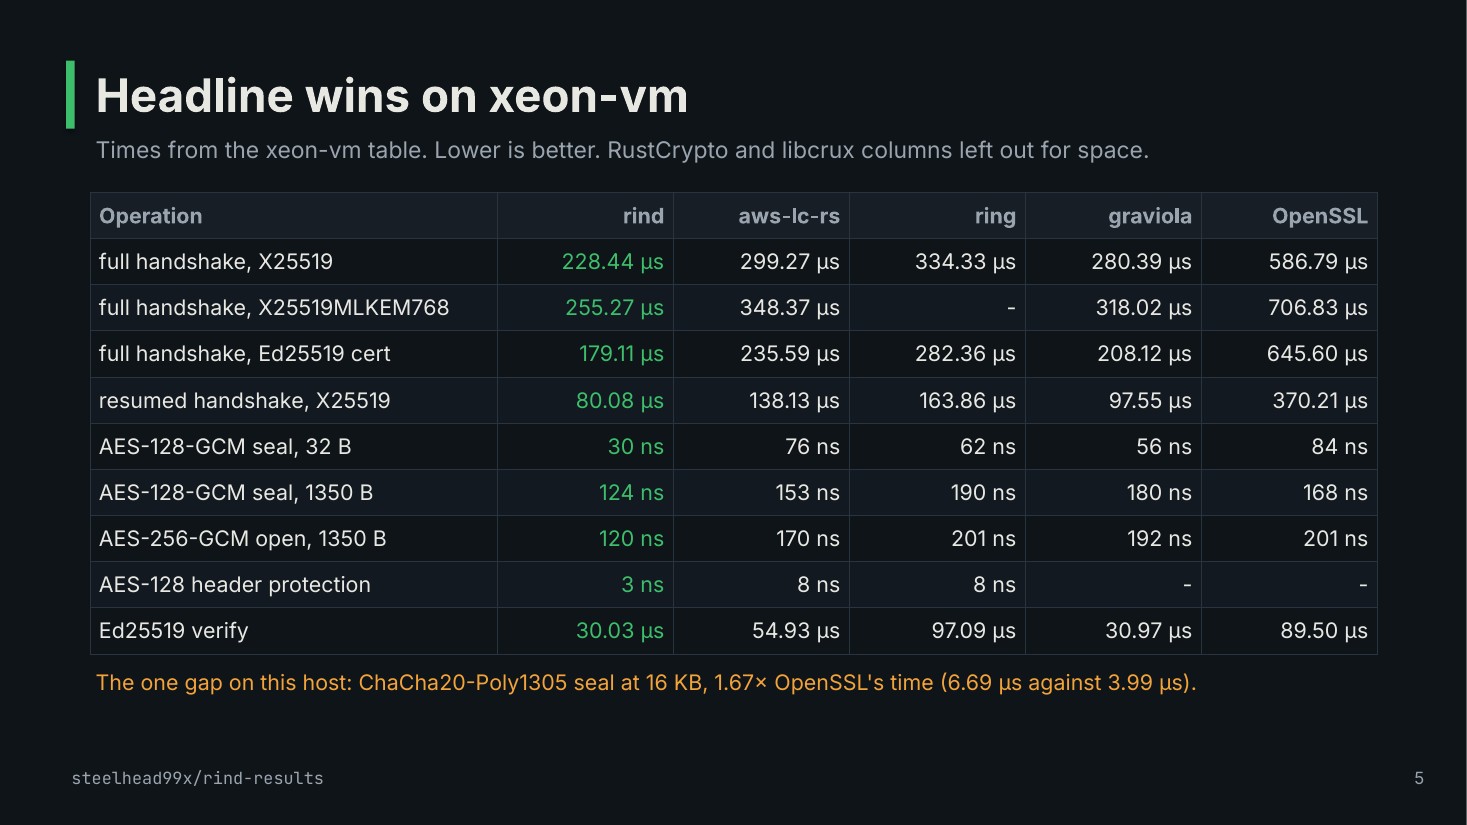 Headline wins on xeon-vm
Times from the xeon-vm table. Lower is better. RustCrypto and libcrux columns left out for space.
Operation rind aws-lc-rs ring graviola OpenSSL
full handshake, X25519 228.44 µs 299.27 µs 334.33 µs 280.39 µs 586.79 µs
full handshake, X25519MLKEM768 255.27 µs 348.37 µs - 318.02 µs 706.83 µs
full handshake, Ed25519 cert 179.11 µs 235.59 µs 282.36 µs 208.12 µs 645.60 µs
resumed handshake, X25519 80.08 µs 138.13 µs 163.86 µs 97.55 µs 370.21 µs
AES-128-GCM seal, 32 B 30 ns 76 ns 62 ns 56 ns 84 ns
AES-128-GCM seal, 1350 B 124 ns 153 ns 190 ns 180 ns 168 ns
AES-256-GCM open, 1350 B 120 ns 170 ns 201 ns 192 ns 201 ns
AES-128 header protection 3 ns 8 ns 8 ns - -
Ed25519 verify 30.03 µs 54.93 µs 97.09 µs 30.97 µs 89.50 µs
The one gap on this host: ChaCha20-Poly1305 seal at 16 KB, 1.67× OpenSSL's time (6.69 µs against 3.99 µs).
steelhead99x/rind-results 5